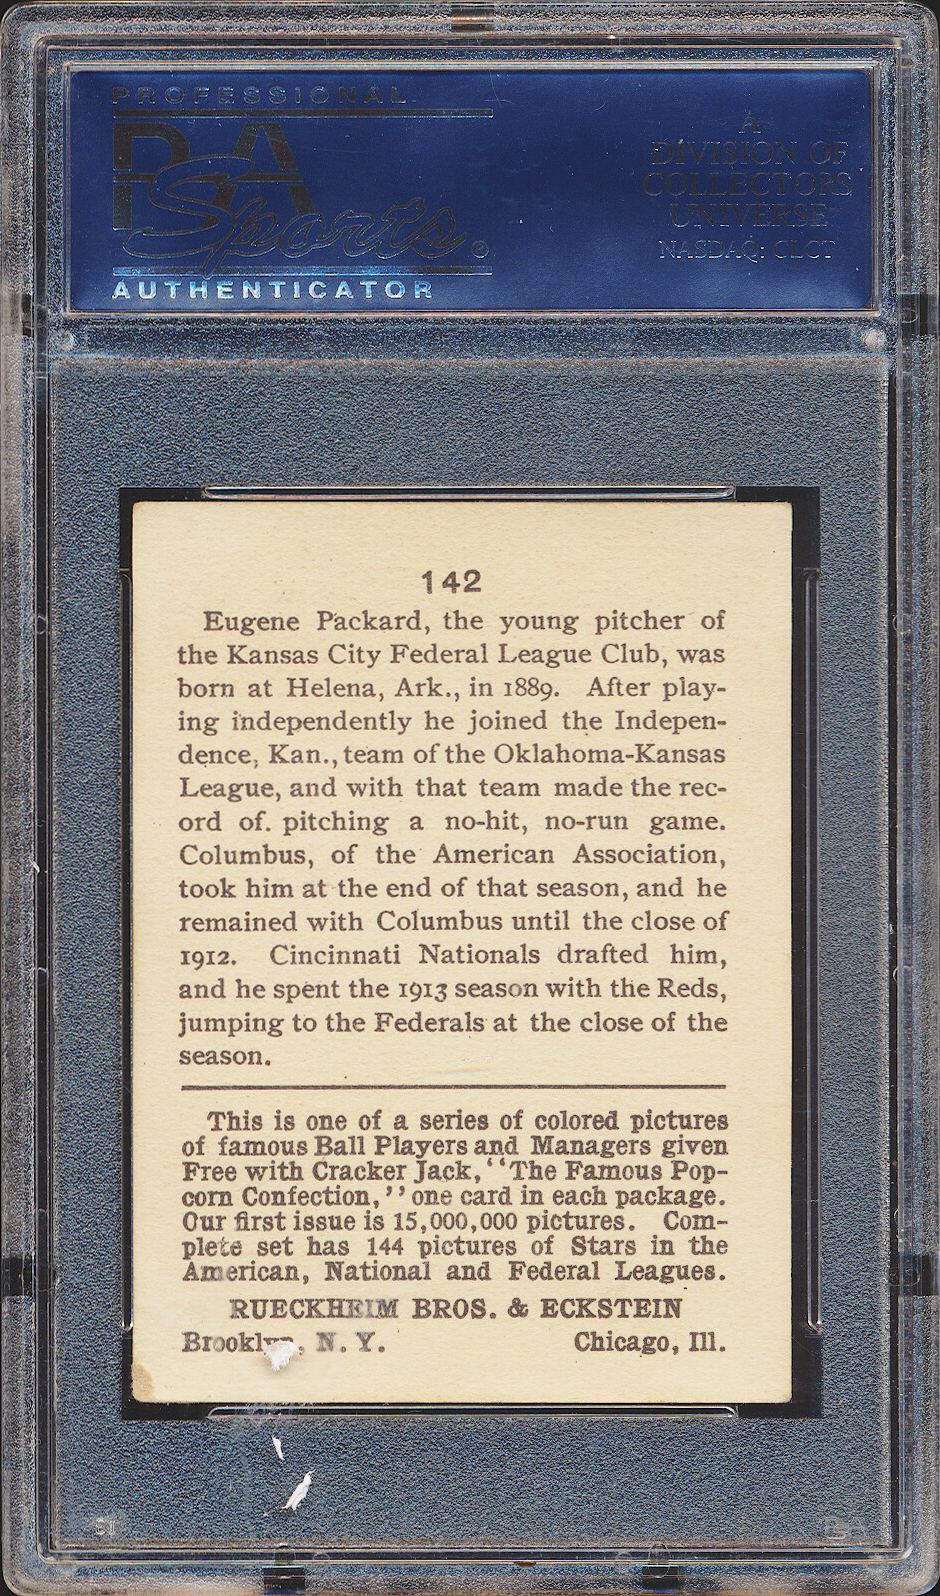 PROFESSIONAL
PSA
Sports®
AUTHENTICATOR
A
DIVISION OF
COLLECTORS
UNIVERSE
NASDAQ: CLCT
142
Eugene Packard, the young pitcher of
the Kansas City Federal League Club, was
born at Helena, Ark., in 1889. After play-
ing independently he joined the Indepen-
dence, Kan., team of the Oklahoma-Kansas
League, and with that team made the rec-
ord of. pitching a no-hit, no-run game.
Columbus, of the American Association,
took him at the end of that season, and he
remained with Columbus until the close of
1912. Cincinnati Nationals drafted him,
and he spent the 1913 season with the Reds,
jumping to the Federals at the close of the
season.
This is one of a series of colored pictures
of famous Ball Players and Managers given
Free with Cracker Jack, "The Famous Pop-
corn Confection," one card in each package.
Our first issue is 15,000,000 pictures. Com-
plete set has 144 pictures of Stars in the
American, National and Federal Leagues.
RUECKHEIM BROS. & ECKSTEIN
Brooklyn, N. Y. Chicago, Ill.